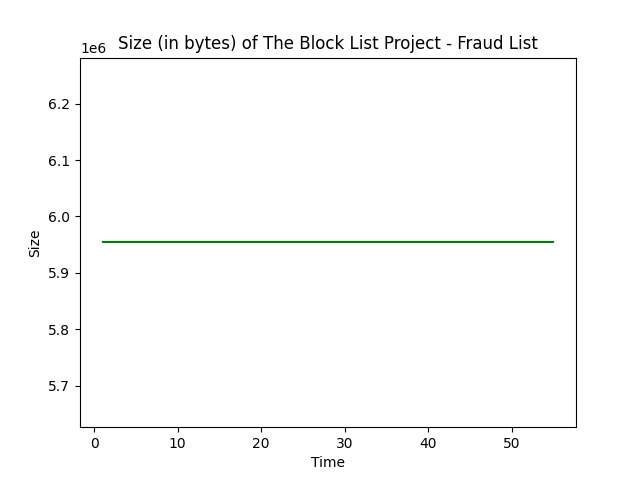 Size (in bytes) of The Block List Project - Fraud List
1e6
6.2
6.1
6.0
5.9
5.8
5.7
Size
0 10 20 30 40 50
Time